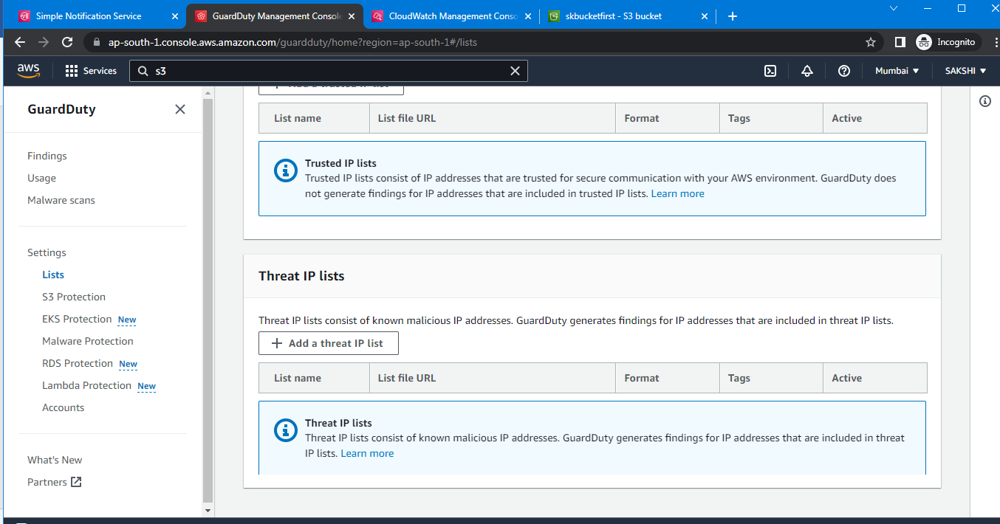 Simple Notification Service
GuardDuty Management Console
CloudWatch Management Conso
skbucketfirst - S3 bucket
ap-south-1.console.aws.amazon.com/guardduty/home?region=ap-south-1#/lists
Incognito
aws
Services
s3
Mumbai
SAKSHI
GuardDuty
Findings
Usage
Malware scans
Settings
Lists
S3 Protection
EKS Protection New
Malware Protection
RDS Protection New
Lambda Protection New
Accounts
What's New
Partners
Add a trusted IP list
List name List file URL Format Tags Active
Trusted IP lists
Trusted IP lists consist of IP addresses that are trusted for secure communication with your AWS environment. GuardDuty does
not generate findings for IP addresses that are included in trusted IP lists. Learn more
Threat IP lists
Threat IP lists consist of known malicious IP addresses. GuardDuty generates findings for IP addresses that are included in threat IP lists.
Add a threat IP list
List name List file URL Format Tags Active
Threat IP lists
Threat IP lists consist of known malicious IP addresses. GuardDuty generates findings for IP addresses that are included in threat
IP lists. Learn more